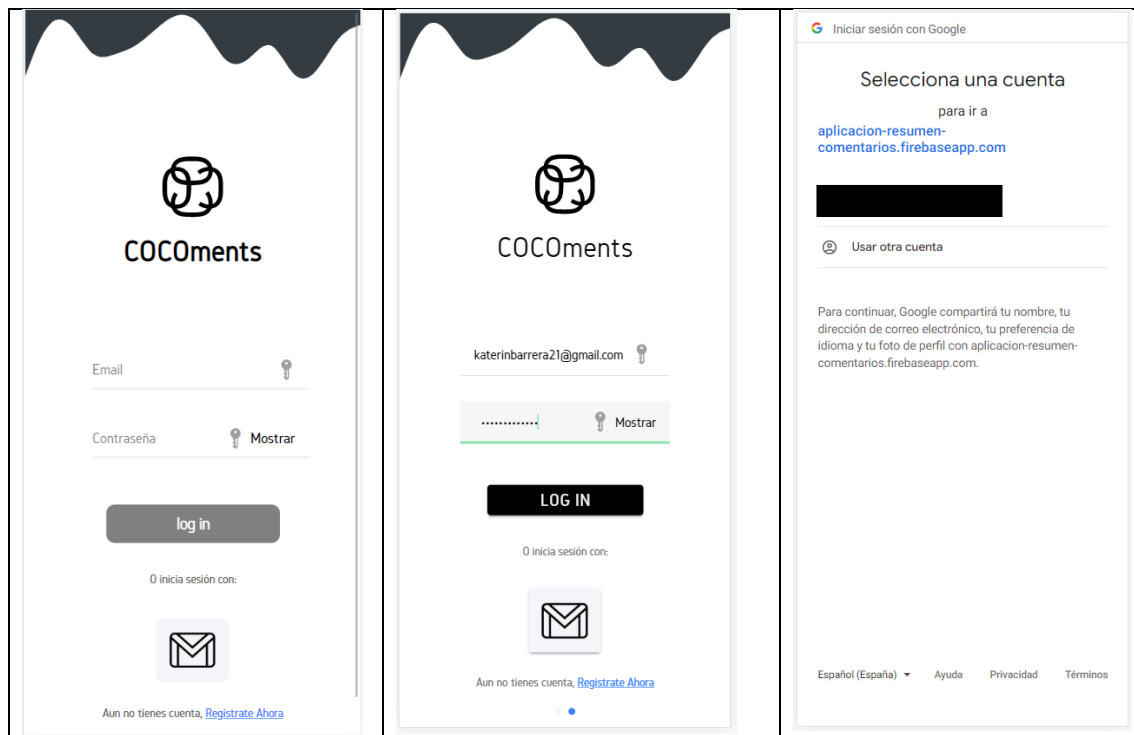 COCOments
Email
Contraseña
Mostrar
log in
O inicia sesión con:
Aun no tienes cuenta, Registrate Ahora
COCOments
katerinbarrera21@gmail.com
•••••••••••••
Mostrar
LOG IN
O inicia sesión con:
Aun no tienes cuenta, Registrate Ahora
G Iniciar sesión con Google
Selecciona una cuenta
para ir a
aplicacion-resumen-
comentarios.firebaseapp.com
Usar otra cuenta
Para continuar, Google compartirá tu nombre, tu
dirección de correo electrónico, tu preferencia de
idioma y tu foto de perfil con aplicacion-resumen-
comentarios.firebaseapp.com.
Español (España) Ayuda Privacidad Términos